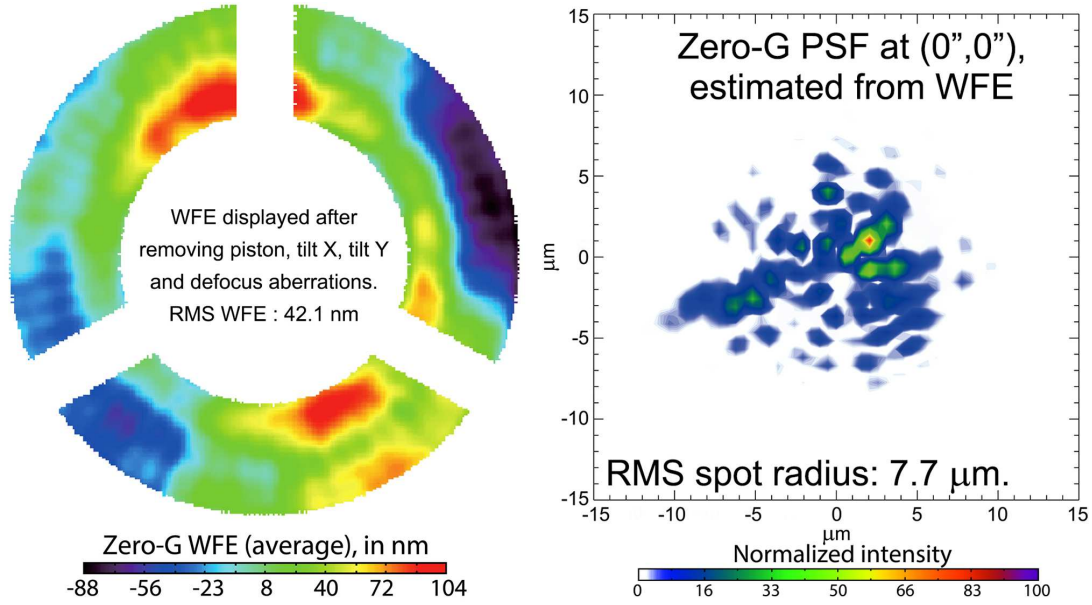 WFE displayed after
removing piston, tilt X, tilt Y
and defocus aberrations.
RMS WFE : 42.1 nm
Zero-G WFE (average), in nm
-88 -56 -23 8 40 72 104
Zero-G PSF at (0”,0”),
estimated from WFE
15
10
5
0
-5
-10
-15
μm
RMS spot radius: 7.7 μm.
-15 -10 -5 0 5 10 15
μm
Normalized intensity
0 16 33 50 66 83 100